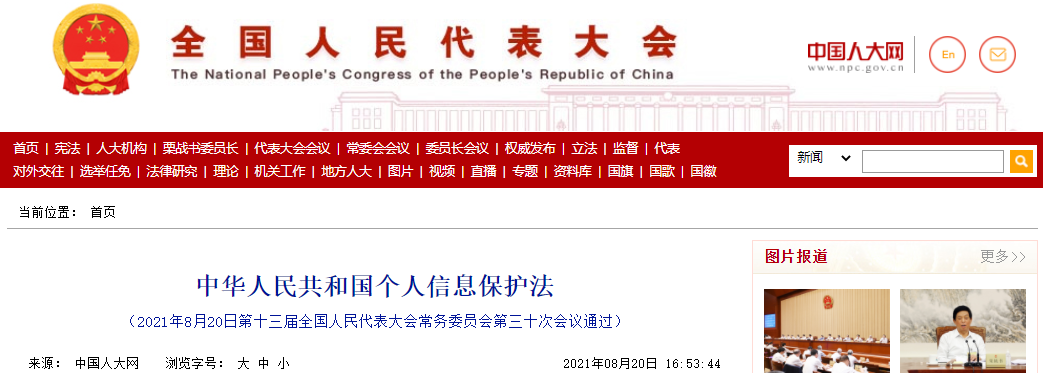 全国人民代表大会
The National People's Congress of the People's Republic of China
中国人大网
www.npc.gov.cn
En
首页 | 宪法 | 人大机构 | 栗战书委员长 | 代表大会会议 | 常委会会议 | 委员长会议 | 权威发布 | 立法 | 监督 | 代表
对外交往 | 选举任免 | 法律研究 | 理论 | 机关工作 | 地方人大 | 图片 | 视频 | 直播 | 专题 | 资料库 | 国旗 | 国歌 | 国徽
新闻
当前位置： 首页
中华人民共和国个人信息保护法
（2021年8月20日第十三届全国人民代表大会常务委员会第三十次会议通过）
来源： 中国人大网 浏览字号： 大 中 小 2021年08月20日 16:53:44
图片报道 更多>>